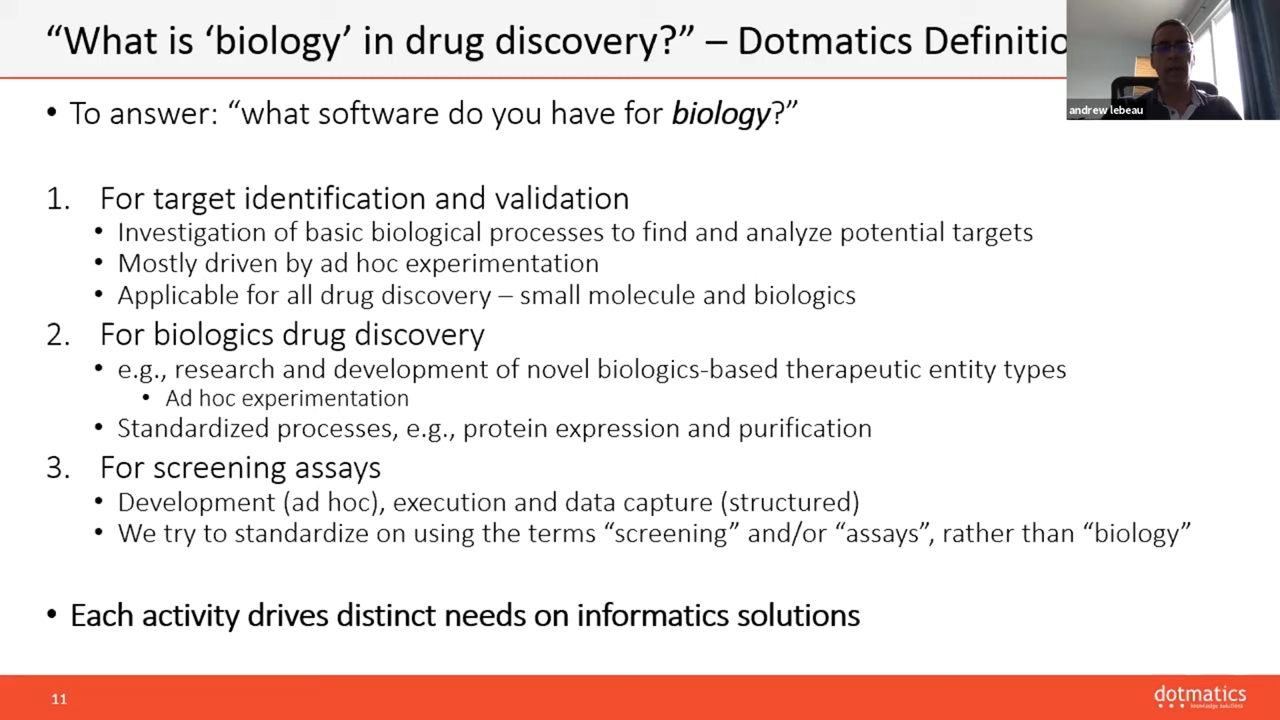 “What is ‘biology’ in drug discovery?” – Dotmatics Definitio
andrew lebeau
• To answer: “what software do you have for biology?”
1. For target identification and validation
• Investigation of basic biological processes to find and analyze potential targets
• Mostly driven by ad hoc experimentation
• Applicable for all drug discovery – small molecule and biologics
2. For biologics drug discovery
• e.g., research and development of novel biologics-based therapeutic entity types
• Ad hoc experimentation
• Standardized processes, e.g., protein expression and purification
3. For screening assays
• Development (ad hoc), execution and data capture (structured)
• We try to standardize on using the terms “screening” and/or “assays”, rather than “biology”
• Each activity drives distinct needs on informatics solutions
11
dotmatics
knowledge solutions